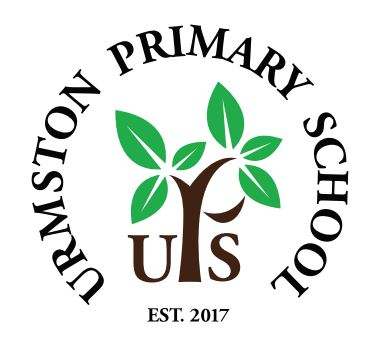 URMSTON PRIMARY SCHOOL
UPS
EST. 2017